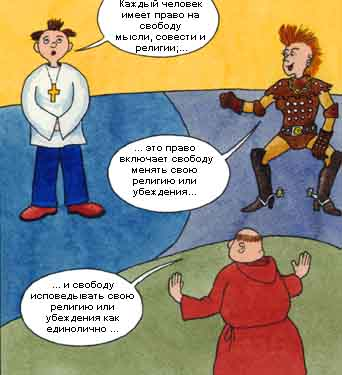 Каждый человек
имеет право на
свободу
мысли, совести и
религии;...
... это право
включает свободу
менять свою
религию или
убеждения...
... и свободу
исповедывать свою
религию или
убеждения как
единолично ...